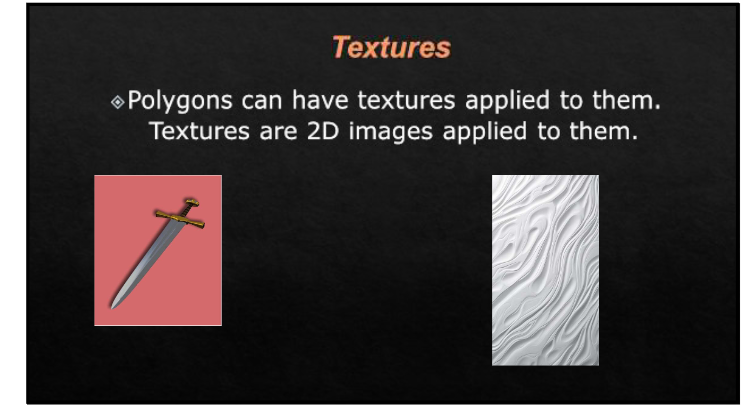 Textures
Polygons can have textures applied to them.
Textures are 2D images applied to them.